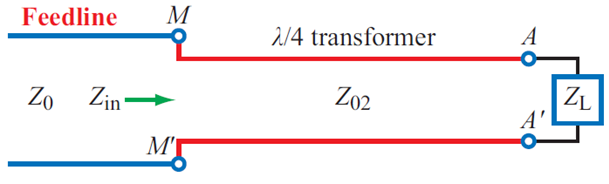 Feedline
M
λ/4 transformer
A
Z0
Zin
Z02
ZL
A'
M'